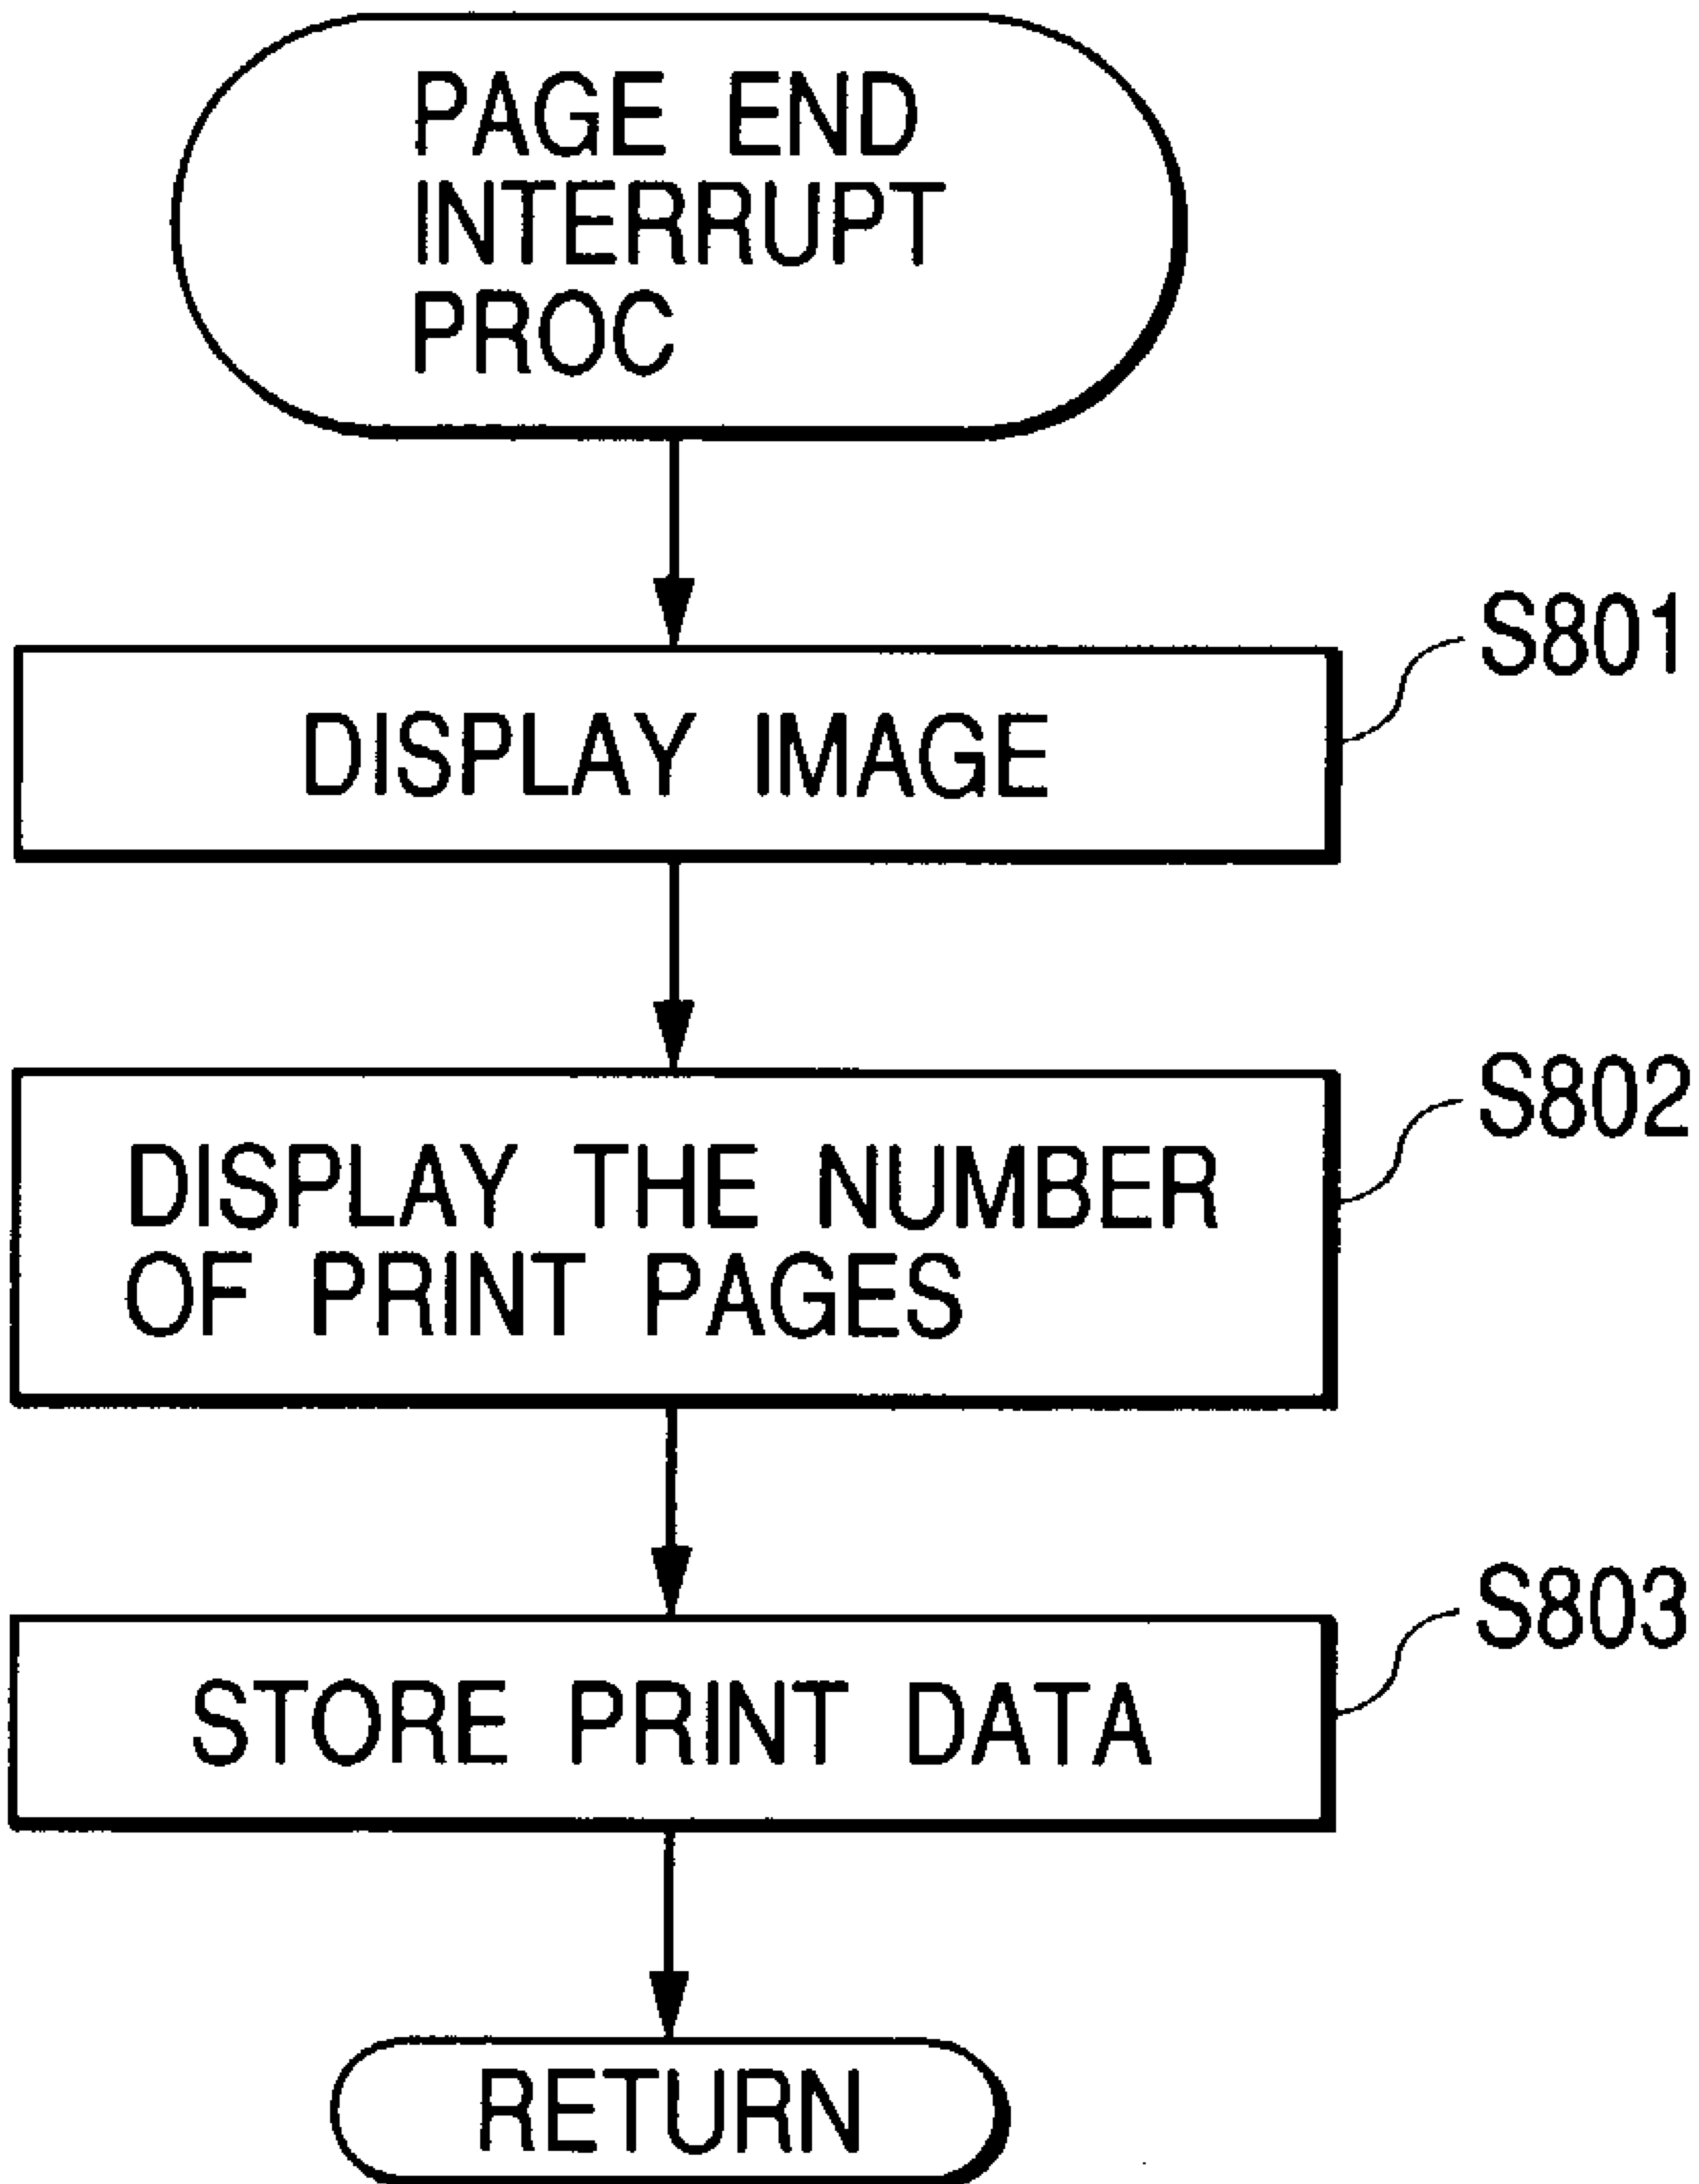 PAGE END
INTERRUPT
PROC
S801
DISPLAY IMAGE
S802
DISPLAY THE NUMBER
OF PRINT PAGES
S803
STORE PRINT DATA
RETURN